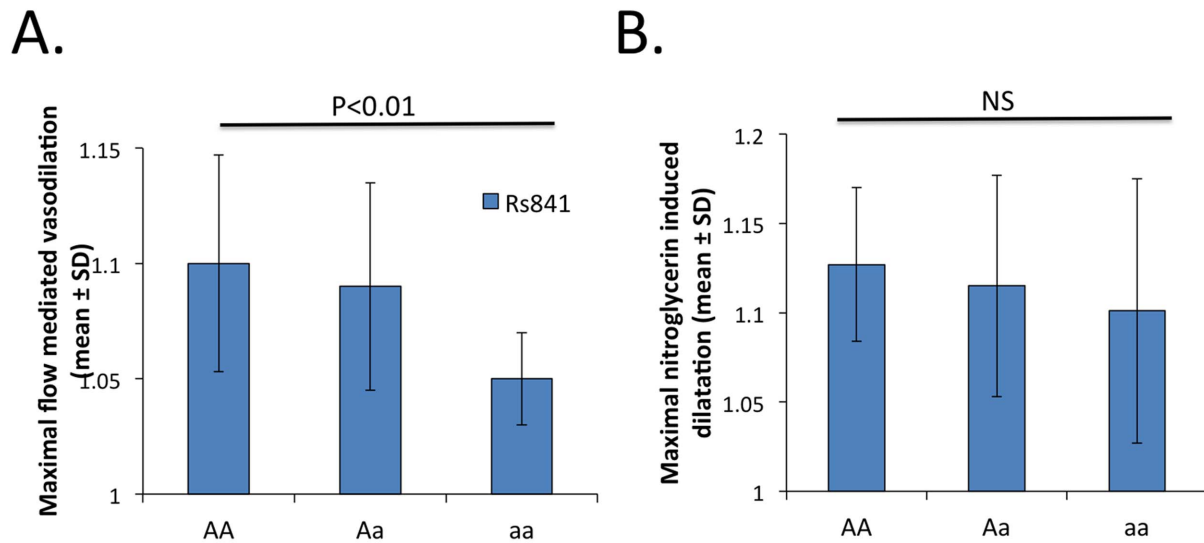 A.
P<0.01
Maximal flow mediated vasodilation
(mean ± SD)
1.15
1.1
1.05
1
Rs841
AA
Aa
aa
B.
NS
Maximal nitroglycerin induced
dilatation (mean ± SD)
1.2
1.15
1.1
1.05
1
AA
Aa
aa